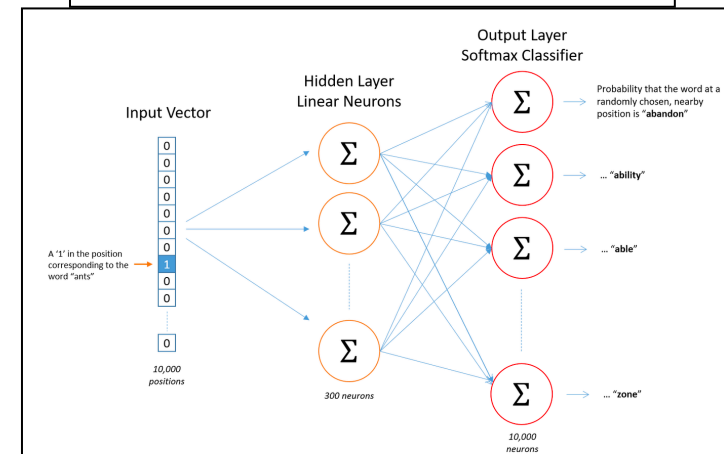 Output Layer
Softmax Classifier
Hidden Layer
Linear Neurons
Input Vector
0
0
0
0
0
0
0
1
0
0
0
A ‘1’ in the position
corresponding to the
word “ants”
10,000
positions
Σ
Σ
Σ
300 neurons
Σ
Σ
Σ
Σ
10,000
neurons
Probability that the word at a
randomly chosen, nearby
position is “abandon”
... “ability”
... “able”
... “zone”